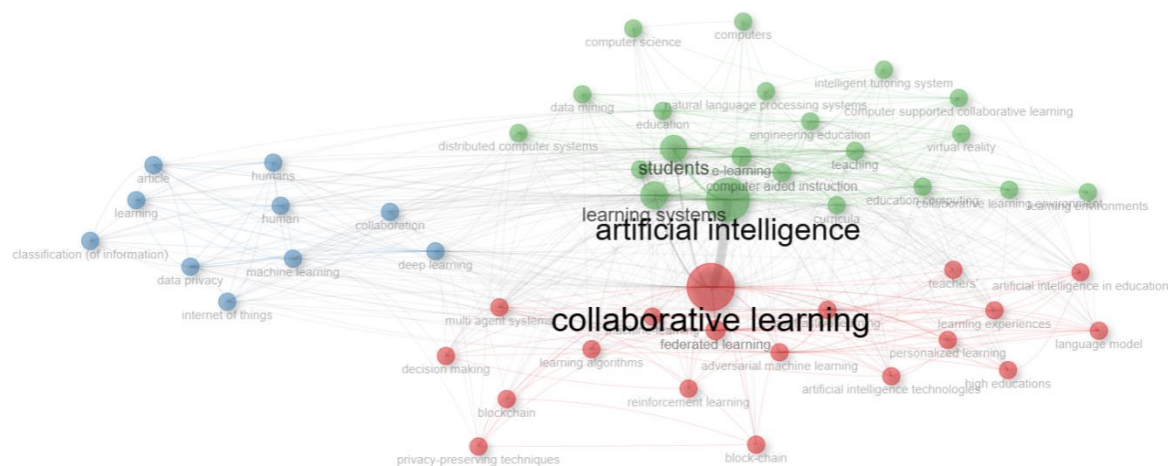 computer science
computers
intelligent tutoring system
data mining
natural language processing systems
computer supported collaborative learning
education
engineering education
distributed computer systems
virtual reality
teaching
students
e-learning
article
humans
computer aided instruction
education computing
collaborative learning environment
learning environments
learning
human
collaboration
learning systems
curricula
artificial intelligence
classification (of information)
data privacy
machine learning
deep learning
teachers'
artificial intelligence in education
internet of things
multi agent systems
collaborative learning
learning experiences
federated learning
language model
decision making
learning algorithms
adversarial machine learning
personalized learning
artificial intelligence technologies
high educations
blockchain
reinforcement learning
privacy-preserving techniques
block-chain